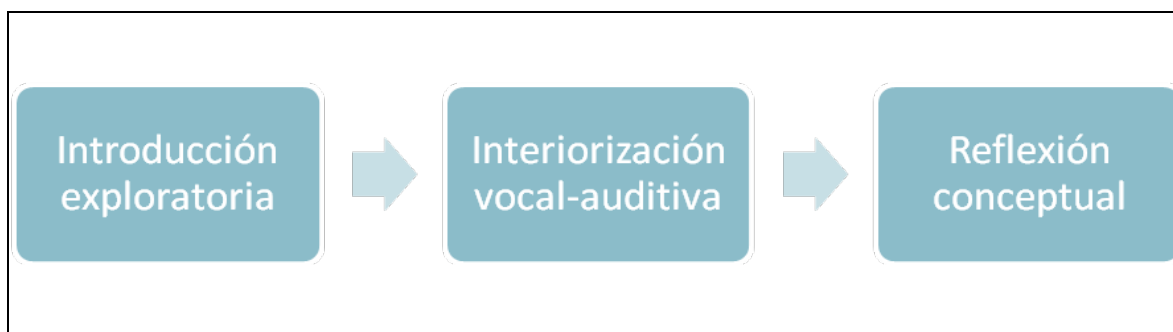 Introducción
exploratoria
Interiorización
vocal-auditiva
Reflexión
conceptual